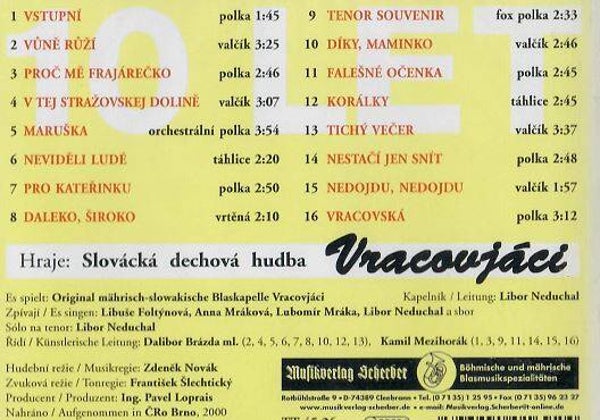 10 LET
1 VSTUPNÍ polka 1:45
2 VŮNĚ RŮŽÍ valčík 3:25
3 PROČ MĚ FRAJÁREČKO polka 2:46
4 V TEJ STRAŽOVSKEJ DOLINĚ valčík 3:07
5 MARUŠKA orchestrální polka 3:54
6 NEVIDĚLI LUDÉ táhlice 2:20
7 PRO KATEŘINKU polka 2:50
8 DALEKO, ŠIROKO vrtěná 2:10
9 TENOR SOUVENIR fox polka 2:33
10 DÍKY, MAMINKO valčík 2:46
11 FALEŠNÉ OČENKA polka 2:45
12 KORÁLKY táhlice 2:45
13 TICHÝ VEČER valčík 3:37
14 NESTAČÍ JEN SNÍT polka 2:48
15 NEDOJDU, NEDOJDU valčík 1:57
16 VRACOVSKÁ polka 3:12
Hraje: Slovácká dechová hudba Vracovjáci
Es spielt: Original mährisch-slowakische Blaskapelle Vracovjáci Kapelník / Leitung: Libor Neduchal
Zpívají / Es singen: Libuše Foltýnová, Anna Mráková, Lubomír Mráka, Libor Neduchal a sbor
Sólo na tenor: Libor Neduchal
Řídí / Künstlerische Leitung: Dalibor Brázda ml. (2, 4, 5, 6, 7, 8, 10, 12, 13), Kamil Mezihorák (1, 3, 9, 11, 14, 15, 16)
Hudební režie / Musikregie: Zdeněk Novák
Zvuková režie / Tonregie: František Šlechtický
Producent / Produzent: Ing. Pavel Loprais
Nahráno / Aufgenommen in ČRo Brno, 2000
Musikverlag Scherber
Böhmische und mährische
Blasmusikspezialitäten